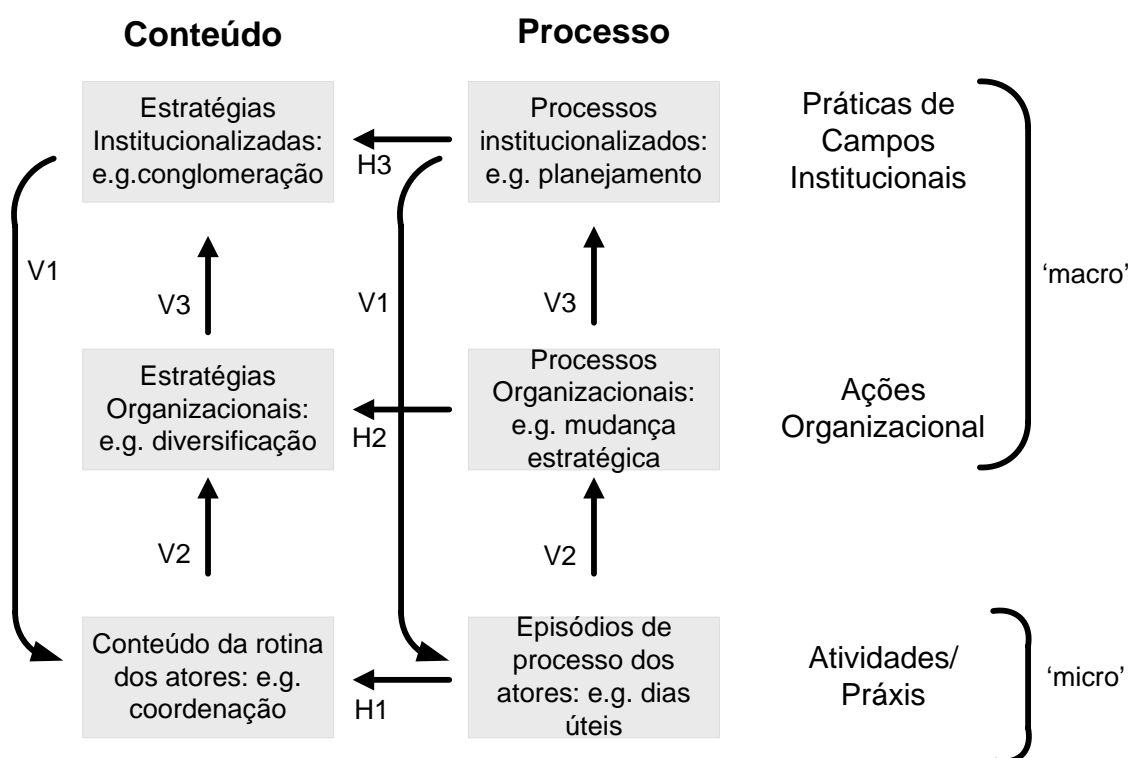 Conteúdo
Processo
Estratégias
Institucionalizadas:
e.g.conglomeração
H3
Processos
institucionalizados:
e.g. planejamento
Práticas de
Campos
Institucionais
V1
V3
V1
V3
‘macro’
Estratégias
Organizacionais:
e.g. diversificação
H2
Processos
Organizacionais:
e.g. mudança
estratégica
Ações
Organizacional
V2
V2
Conteúdo da rotina
dos atores: e.g.
coordenação
H1
Episódios de
processo dos
atores: e.g. dias
úteis
Atividades/
Práxis
‘micro’